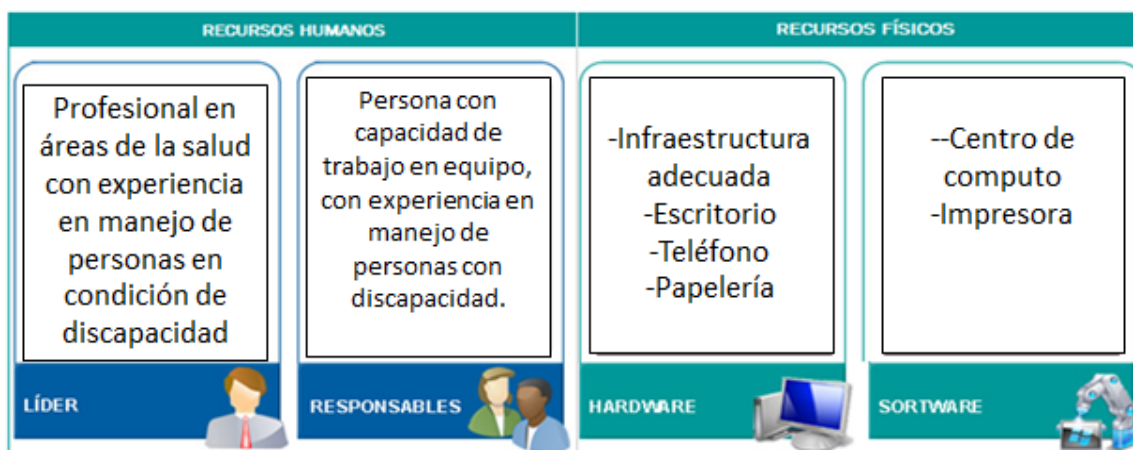 RECURSOS HUMANOS
RECURSOS FÍSICOS
Profesional en
áreas de la salud
con experiencia
en manejo de
personas en
condición de
discapacidad
LÍDER
Persona con
capacidad de
trabajo en equipo,
con experiencia en
manejo de
personas con
discapacidad.
RESPONSABLES
-Infraestructura
adecuada
-Escritorio
-Teléfono
-Papelería
HARDWARE
--Centro de
computo
-Impresora
SORTWARE